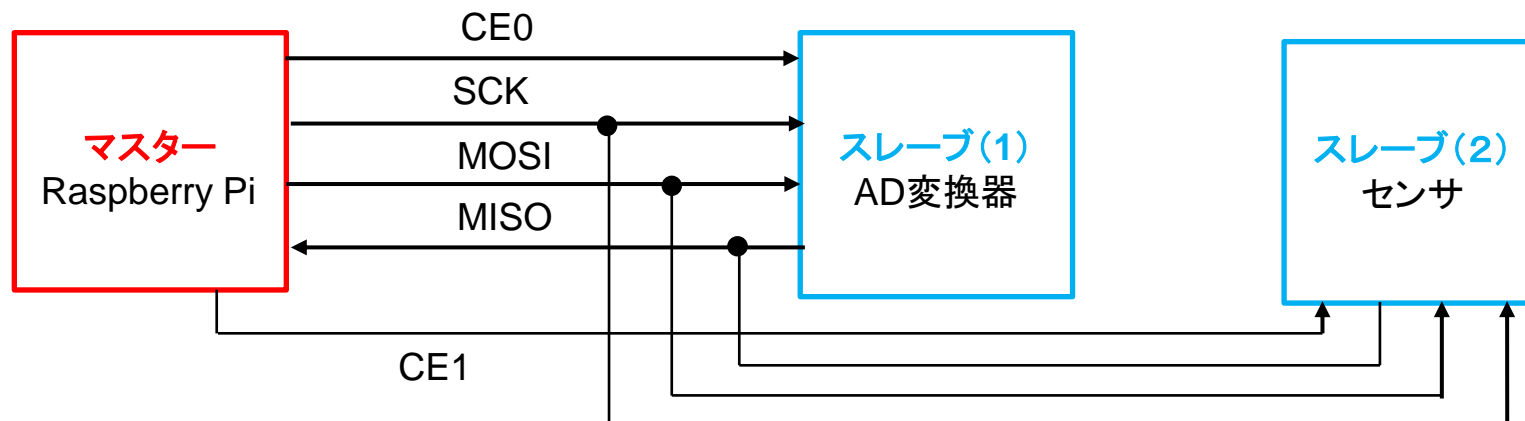 マスター
Raspberry Pi
CE0
SCK
MOSI
MISO
CE1
スレーブ(1)
AD変換器
スレーブ(2)
センサ